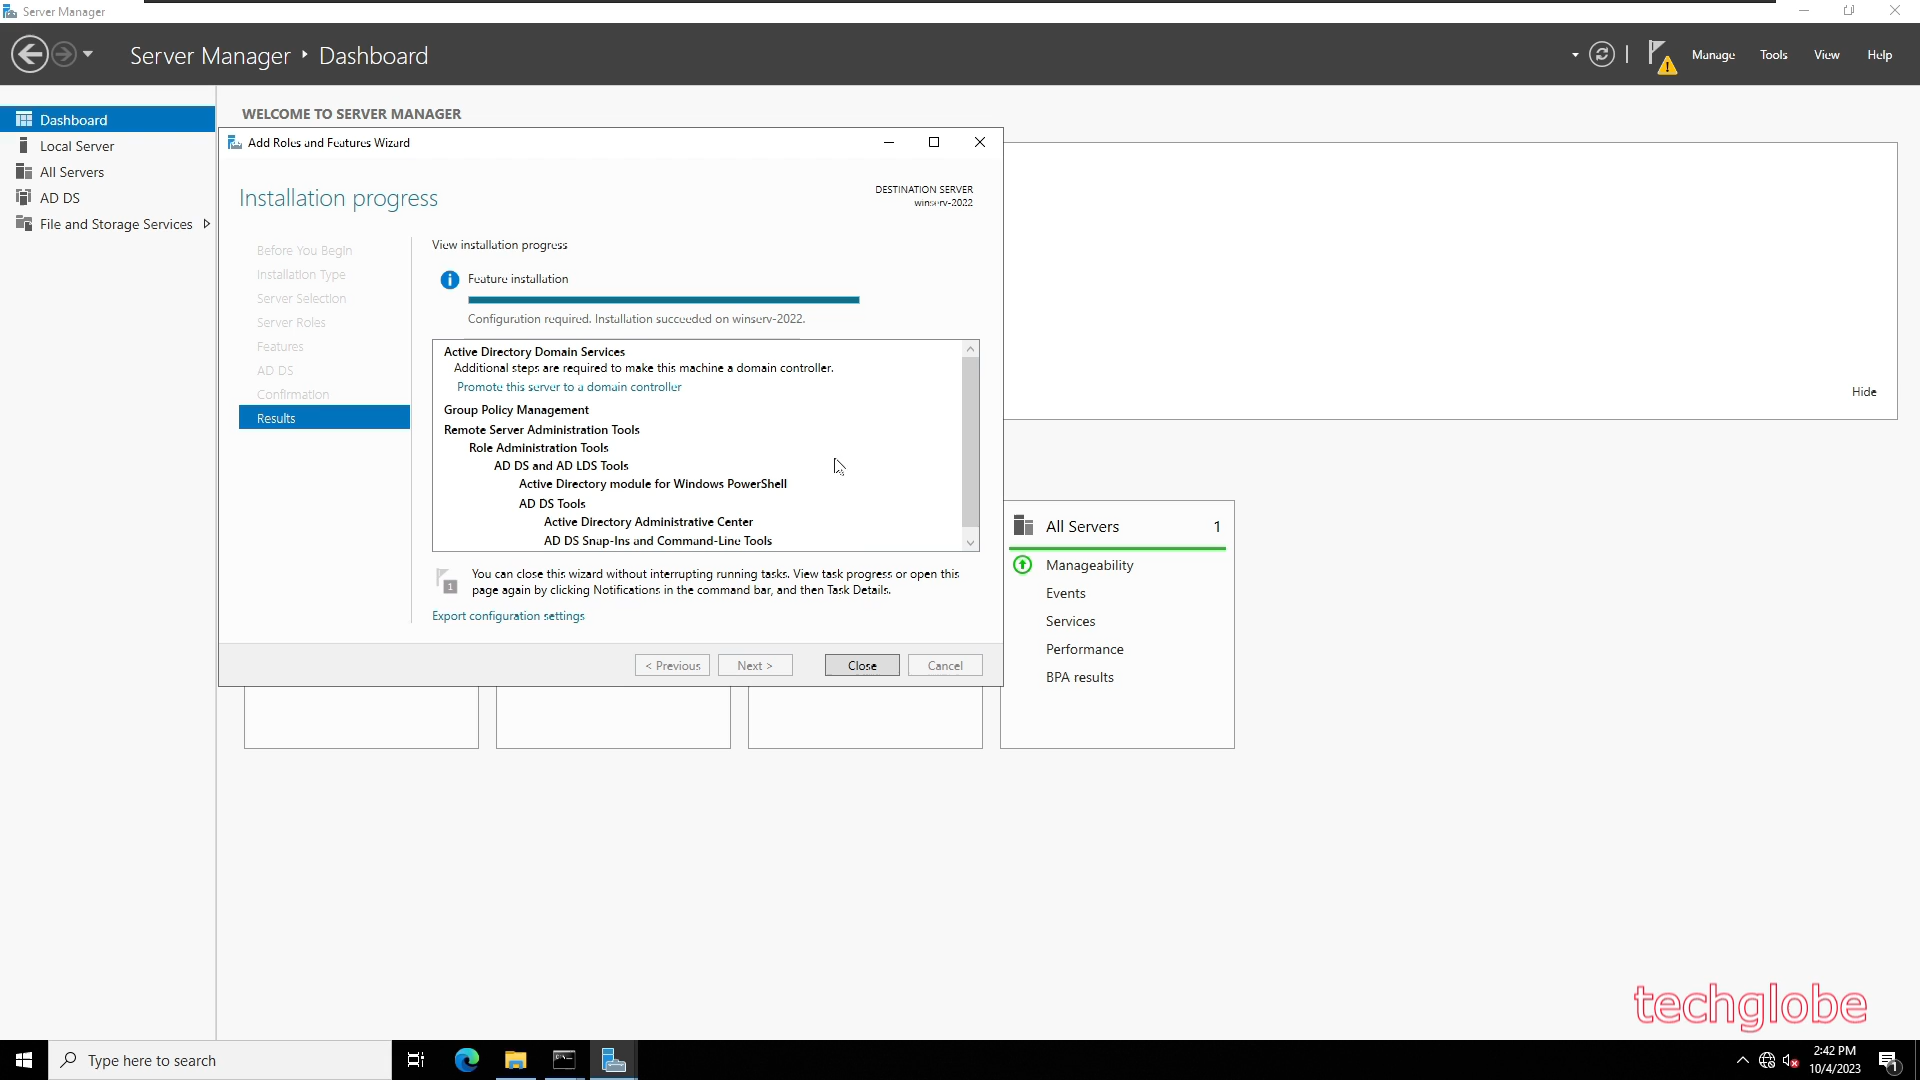 Server Manager
Server Manager Dashboard
Manage
Tools
View
Help
Dashboard
Local Server
All Servers
AD DS
File and Storage Services
WELCOME TO SERVER MANAGER
Add Roles and Features Wizard
Installation progress
DESTINATION SERVER
winserv-2022
Before You Begin
Installation Type
Server Selection
Server Roles
Features
AD DS
Confirmation
Results
View installation progress
Feature installation
Configuration required. Installation succeeded on winserv-2022.
Active Directory Domain Services
Additional steps are required to make this machine a domain controller.
Promote this server to a domain controller
Group Policy Management
Remote Server Administration Tools
Role Administration Tools
AD DS and AD LDS Tools
Active Directory module for Windows PowerShell
AD DS Tools
Active Directory Administrative Center
AD DS Snap-Ins and Command-Line Tools
1
You can close this wizard without interrupting running tasks. View task progress or open this
page again by clicking Notifications in the command bar, and then Task Details.
Export configuration settings
< Previous
Next >
Close
Cancel
Hide
All Servers 1
Manageability
Events
Services
Performance
BPA results
techglobe
Type here to search
2:42 PM
10/4/2023
1